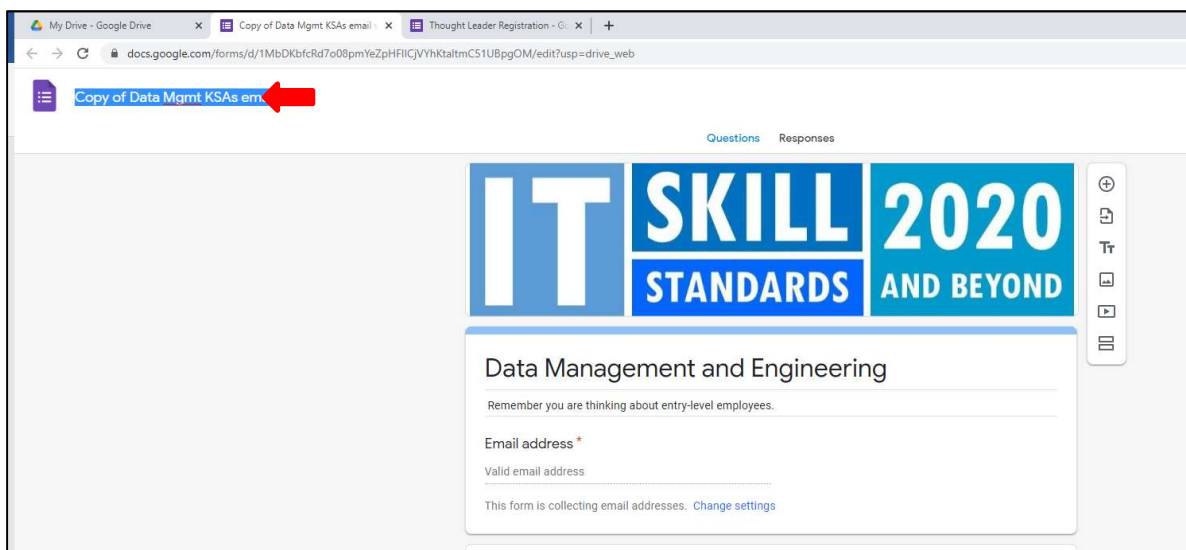 My Drive - Google Drive
Copy of Data Mgmt KSAs email
Thought Leader Registration - G
docs.google.com/forms/d/1MbDKbfcRd7o08pmYeZpHFIlCjVYhKtaltmC51UBpgOM/edit?usp=drive_web
Copy of Data Mgmt KSAs em
Questions Responses
IT SKILL STANDARDS 2020 AND BEYOND
Tт
Data Management and Engineering
Remember you are thinking about entry-level employees.
Email address *
Valid email address
This form is collecting email addresses. Change settings